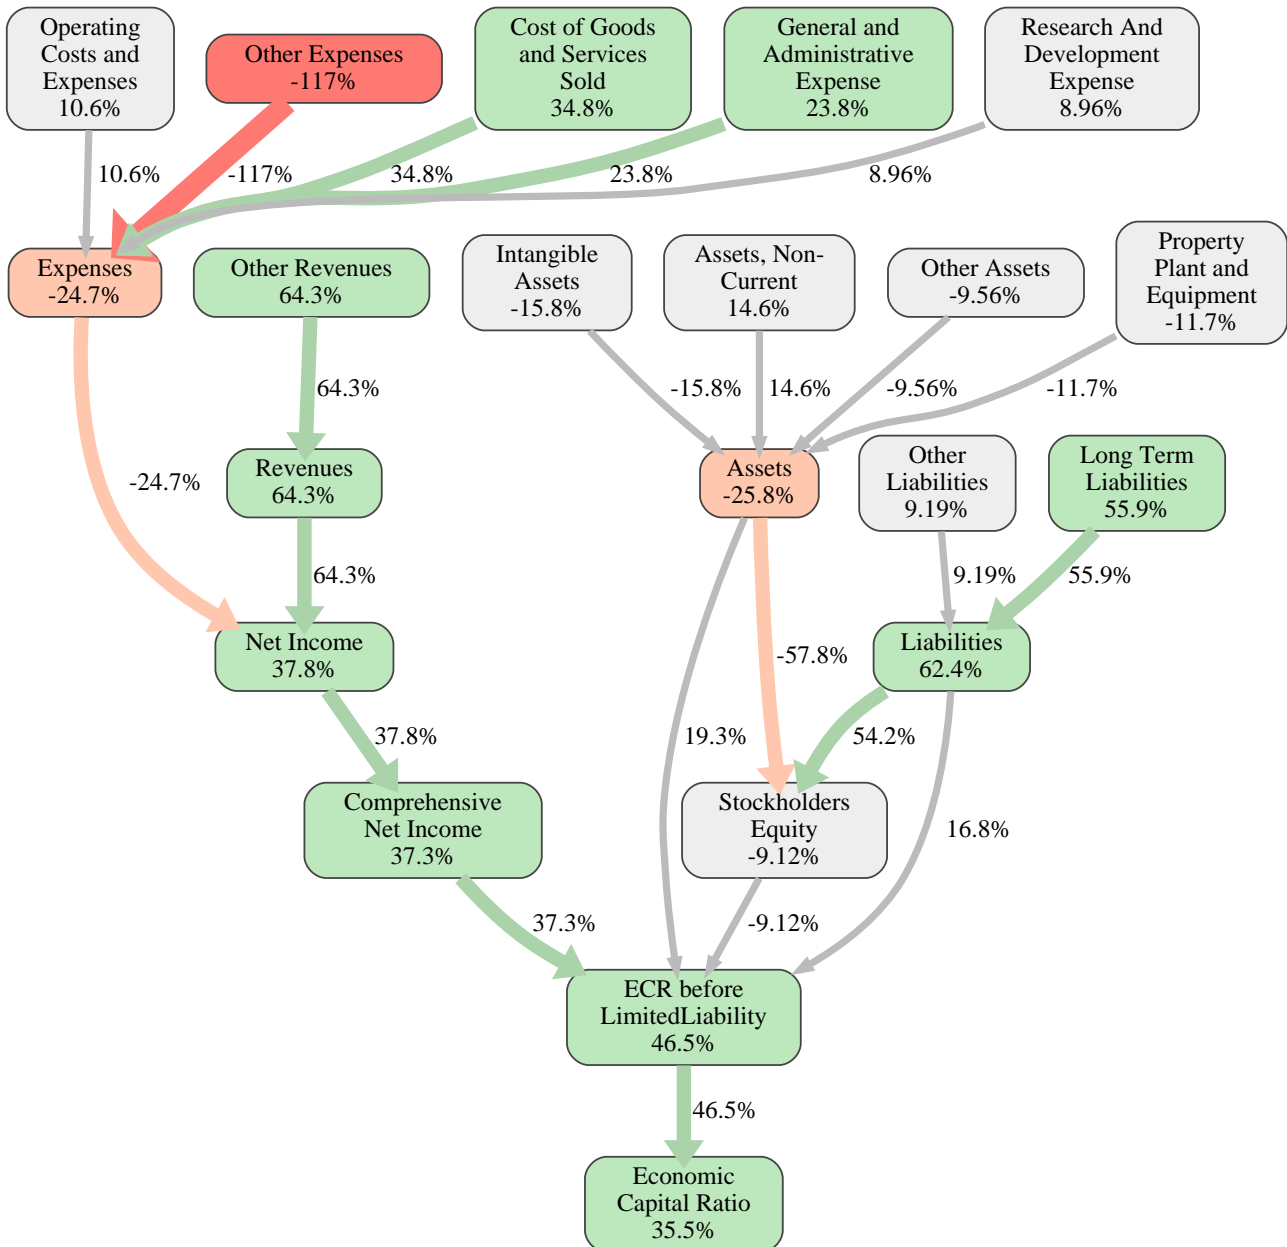 Operating
Costs and
Expenses
10.6%
Other Expenses
-117%
Cost of Goods
and Services
Sold
34.8%
General and
Administrative
Expense
23.8%
Research And
Development
Expense
8.96%
10.6%
-117%
34.8%
23.8%
8.96%
Expenses
-24.7%
Other Revenues
64.3%
Intangible
Assets
-15.8%
Assets, Non-
Current
14.6%
Other Assets
-9.56%
Property
Plant and
Equipment
-11.7%
64.3%
-15.8%
14.6%
-9.56%
-11.7%
-24.7%
Revenues
64.3%
Assets
-25.8%
Other
Liabilities
9.19%
Long Term
Liabilities
55.9%
64.3%
9.19%
55.9%
Net Income
37.8%
-57.8%
Liabilities
62.4%
37.8%
19.3%
54.2%
Comprehensive
Net Income
37.3%
Stockholders
Equity
-9.12%
16.8%
37.3%
-9.12%
ECR before
LimitedLiability
46.5%
46.5%
Economic
Capital Ratio
35.5%